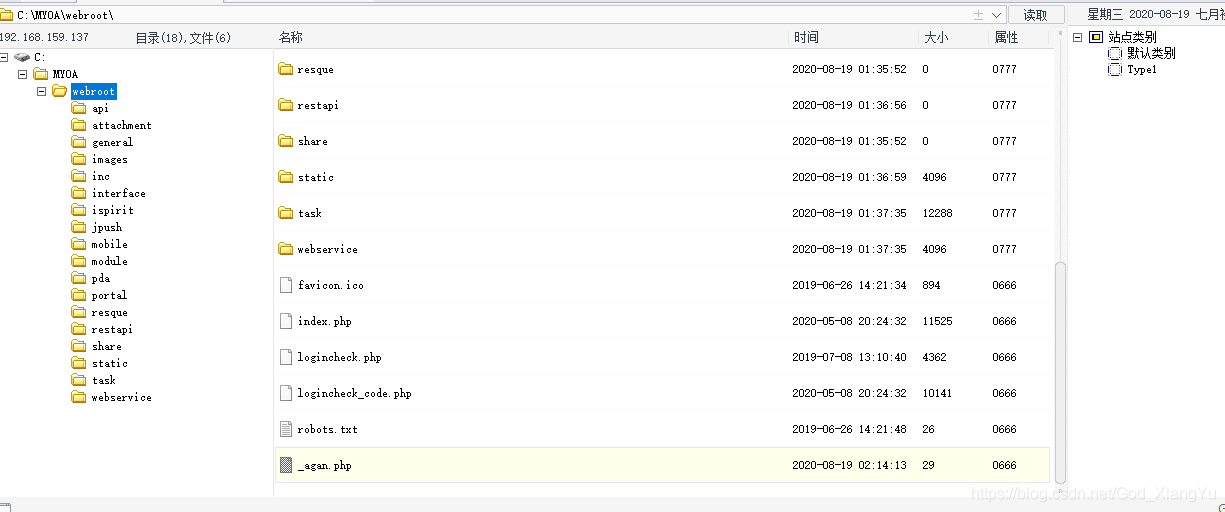 C:\MYOA\webroot\
读取
星期三 2020-08-19 七月初
192.168.159.137
目录(18),文件(6)
名称 时间 大小 属性
C:
MYOA
webroot
api
attachment
general
images
inc
interface
ispirit
jpush
mobile
module
pda
portal
resque
restapi
share
static
task
webservice
resque 2020-08-19 01:35:52 0 0777
restapi 2020-08-19 01:36:56 0 0777
share 2020-08-19 01:35:52 0 0777
static 2020-08-19 01:36:59 4096 0777
task 2020-08-19 01:37:35 12288 0777
webservice 2020-08-19 01:37:35 4096 0777
favicon.ico 2019-06-26 14:21:34 894 0666
index.php 2020-05-08 20:24:32 11525 0666
logincheck.php 2019-07-08 13:10:40 4362 0666
logincheck_code.php 2020-05-08 20:24:32 10141 0666
robots.txt 2019-06-26 14:21:48 26 0666
_agan.php 2020-08-19 02:14:13 29 0666
站点类别
默认类别
Type1
https://blog.csdn.net/God_XiangYu